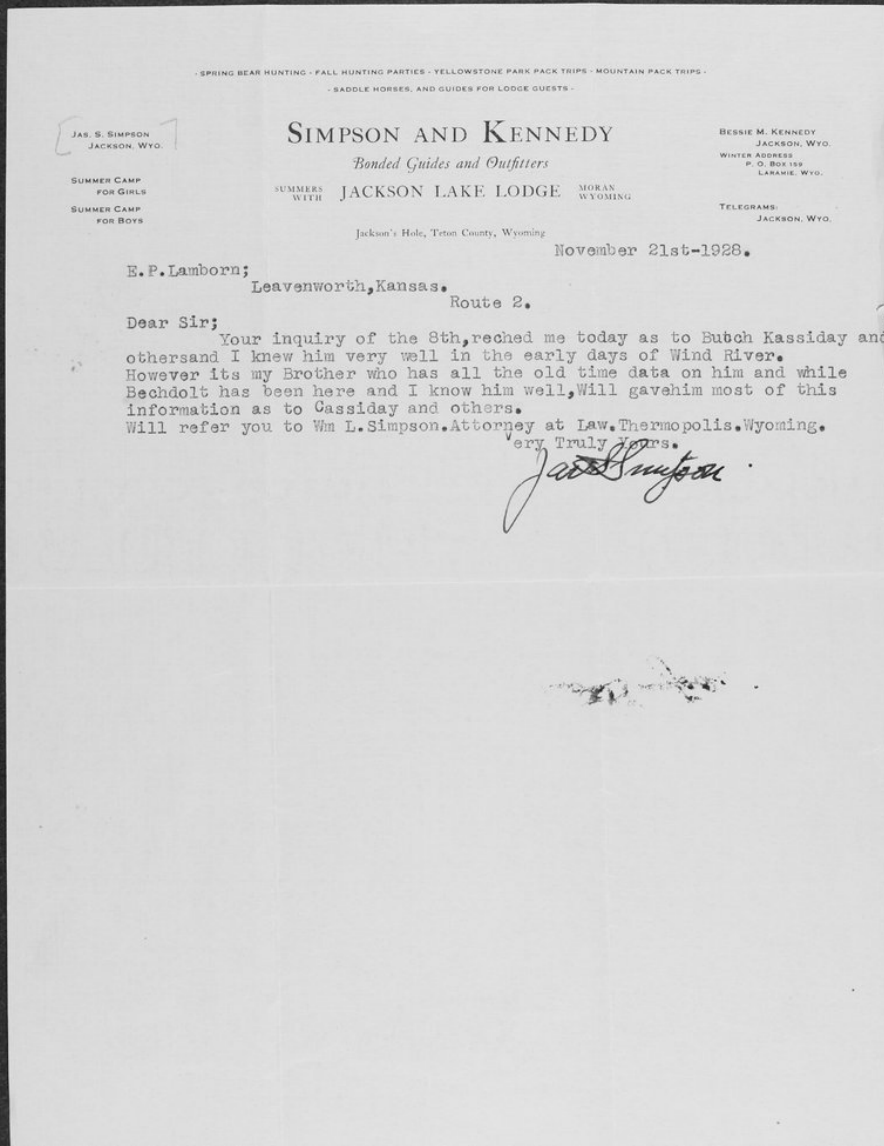 - SPRING BEAR HUNTING - FALL HUNTING PARTIES - YELLOWSTONE PARK PACK TRIPS - MOUNTAIN PACK TRIPS -
- SADDLE HORSES, AND GUIDES FOR LODGE GUESTS -
JAS. S. SIMPSON
JACKSON, WYO.
SUMMER CAMP
FOR GIRLS
SUMMER CAMP
FOR BOYS
SIMPSON AND KENNEDY
Bonded Guides and Outfitters
SUMMERS WITH JACKSON LAKE LODGE MORAN WYOMING
Jackson's Hole, Teton County, Wyoming
BESSIE M. KENNEDY
JACKSON, WYO.
WINTER ADDRESS
P. O. BOX 159
LARAMIE, WYO.
TELEGRAMS:
JACKSON, WYO.
November 21st-1928.
E.P.Lamborn;
Leavenworth,Kansas.
Route 2.
Dear Sir;
Your inquiry of the 8th,reched me today as to Butch Kassiday and
othersand I knew him very well in the early days of Wind River.
However its my Brother who has all the old time data on him and while
Bechdolt has been here and I know him well,Will gavehim most of this
information as to Cassiday and others.
Will refer you to Wm L.Simpson.Attorney at Law.Thermopolis.Wyoming.
Very Truly Yours.
Jas S Simpson